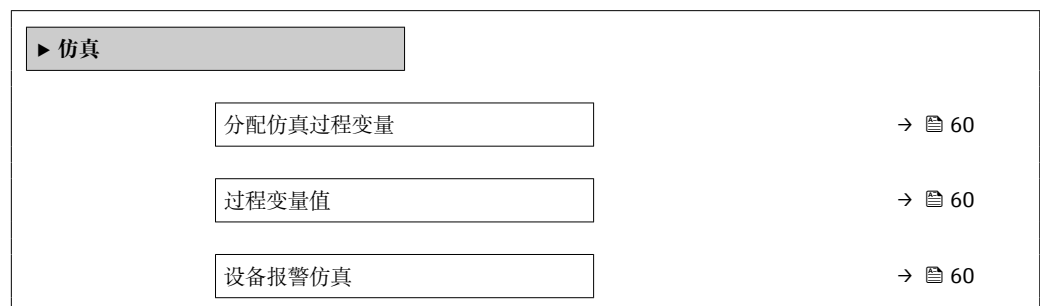 ▶ 仿真
分配仿真过程变量 → 🗎 60
过程变量值 → 🗎 60
设备报警仿真 → 🗎 60